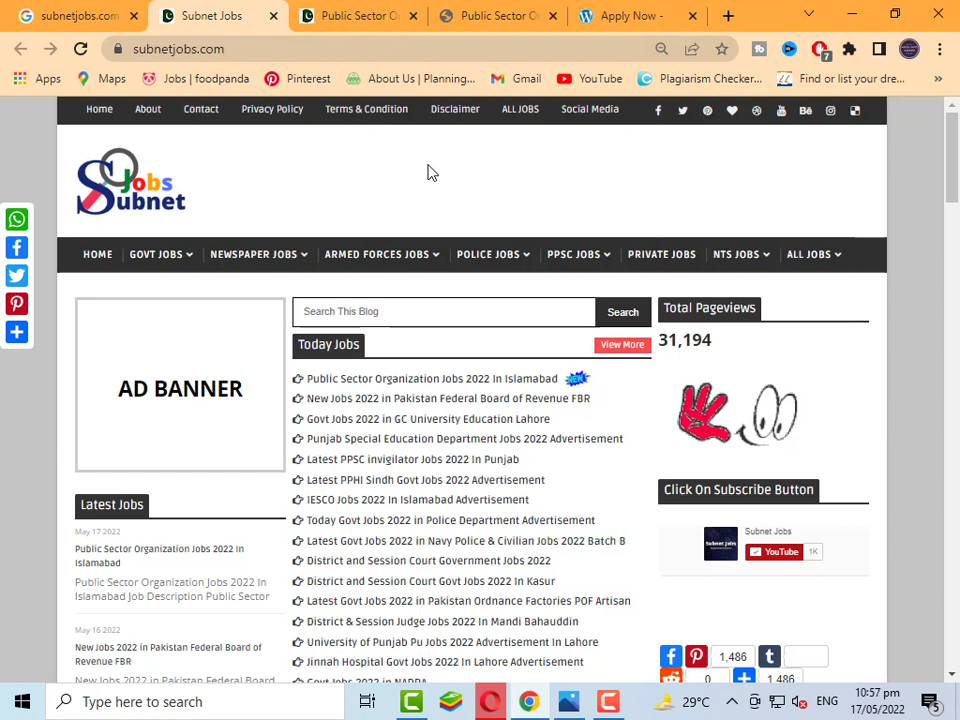 subnetjobs.com
Subnet Jobs
Public Sector O
Public Sector O
Apply Now -
subnetjobs.com
7
Apps
Maps
Jobs | foodpanda
Pinterest
About Us | Planning...
Gmail
YouTube
Plagiarism Checker...
Find or list your dre...
Home
About
Contact
Privacy Policy
Terms & Condition
Disclaimer
ALL JOBS
Social Media
Jobs
Subnet
HOME
GOVT JOBS
NEWSPAPER JOBS
ARMED FORCES JOBS
POLICE JOBS
PPSC JOBS
PRIVATE JOBS
NTS JOBS
ALL JOBS
AD BANNER
Search This Blog
Search
Total Pageviews
31,194
Today Jobs
View More
Public Sector Organization Jobs 2022 In Islamabad
NEW
New Jobs 2022 in Pakistan Federal Board of Revenue FBR
Govt Jobs 2022 in GC University Education Lahore
Punjab Special Education Department Jobs 2022 Advertisement
Latest PPSC invigilator Jobs 2022 In Punjab
Latest PPHI Sindh Govt Jobs 2022 Advertisement
IESCO Jobs 2022 In Islamabad Advertisement
Today Govt Jobs 2022 in Police Department Advertisement
Latest Govt Jobs 2022 in Navy Police & Civilian Jobs 2022 Batch B
District and Session Court Government Jobs 2022
District and Session Court Govt Jobs 2022 In Kasur
Latest Govt Jobs 2022 in Pakistan Ordnance Factories POF Artisan
District & Session Judge Jobs 2022 In Mandi Bahauddin
University of Punjab Pu Jobs 2022 Advertisement In Lahore
Jinnah Hospital Govt Jobs 2022 In Lahore Advertisement
Latest Jobs
May 17 2022
Public Sector Organization Jobs 2022 In
Islamabad
Public Sector Organization Jobs 2022 In
Islamabad Job Description Public Sector
May 16 2022
New Jobs 2022 in Pakistan Federal Board of
Revenue FBR
New Jobs 2022 in Pakistan Federal Board
Click On Subscribe Button
Subnet Jobs
YouTube
1K
1,486
0
1,486
Type here to search
29°C
ENG
10:57 pm
17/05/2022
5